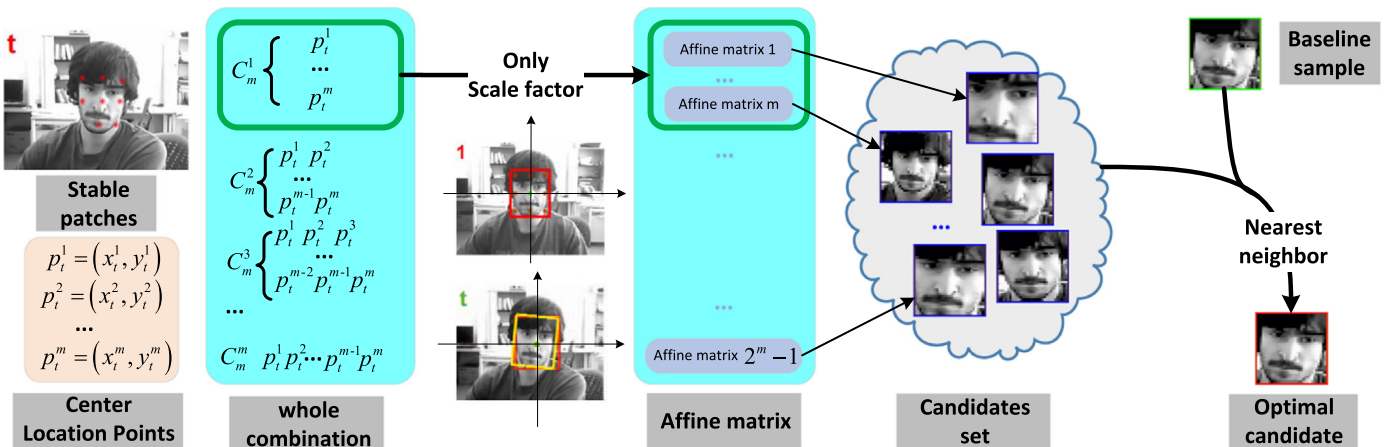 t
Stable
patches
p_t^1 = (x_t^1, y_t^1)
p_t^2 = (x_t^2, y_t^2)
...
p_t^m = (x_t^m, y_t^m)
Center
Location Points
C_m^1 { p_t^1
...
p_t^m
C_m^2 { p_t^1 p_t^2
...
p_t^{m-1} p_t^m
C_m^3 { p_t^1 p_t^2 p_t^3
...
p_t^{m-2} p_t^{m-1} p_t^m
...
C_m^m p_t^1 p_t^2 ... p_t^{m-1} p_t^m
whole
combination
Only
Scale factor
1
t
Affine matrix 1
...
Affine matrix m
...
...
Affine matrix 2^m − 1
Affine matrix
...
Candidates
set
Baseline
sample
Nearest
neighbor
Optimal
candidate